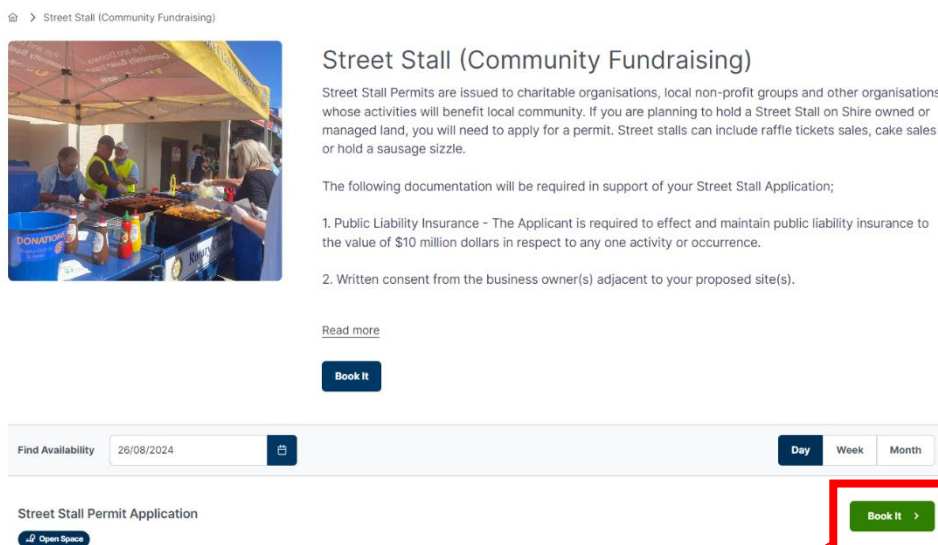 Street Stall (Community Fundraising)
Street Stall (Community Fundraising)
Street Stall Permits are issued to charitable organisations, local non-profit groups and other organisations
whose activities will benefit local community. If you are planning to hold a Street Stall on Shire owned or
managed land, you will need to apply for a permit. Street stalls can include raffle tickets sales, cake sales
or hold a sausage sizzle.
The following documentation will be required in support of your Street Stall Application;
1. Public Liability Insurance - The Applicant is required to effect and maintain public liability insurance to
the value of $10 million dollars in respect to any one activity or occurrence.
2. Written consent from the business owner(s) adjacent to your proposed site(s).
DONATION
Rotary
Read more
Book It
Find Availability 26/08/2024 Day Week Month
Street Stall Permit Application Book It
Open Space